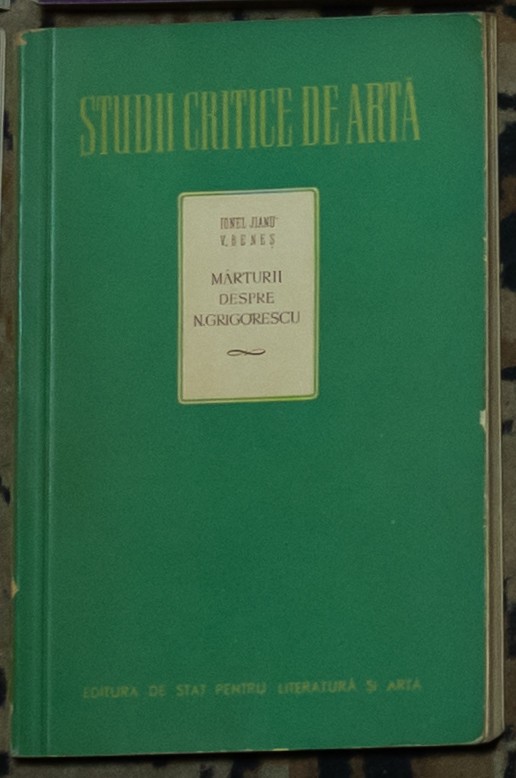 STUDII CRITICE DE ARTĂ
IONEL JIANU
V. BENEȘ
MĂRTURII
DESPRE
N.GRIGORESCU
EDITURA DE STAT PENTRU LITERATURĂ ȘI ARTĂ